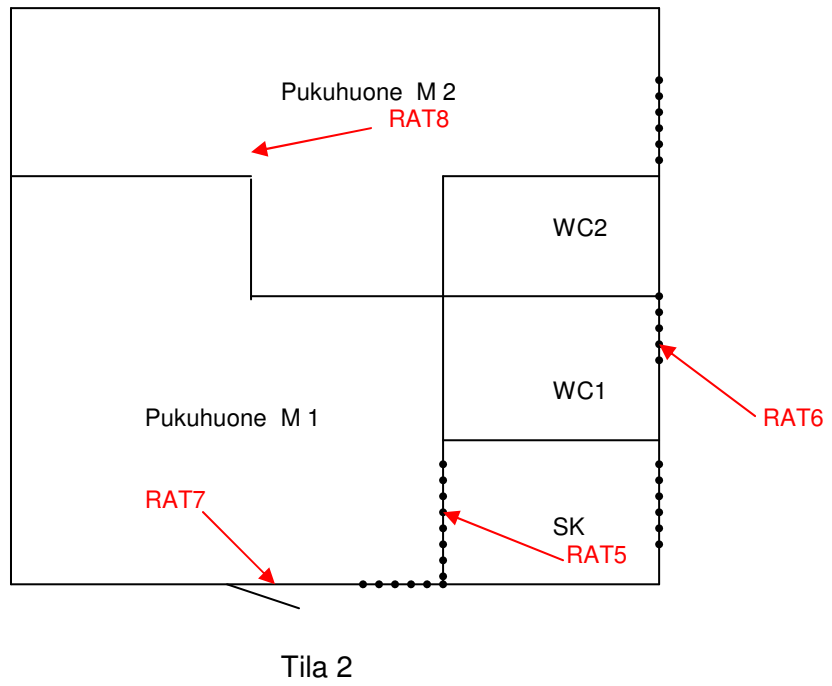 Pukuhuone M 2
RAT8
WC2
WC1
Pukuhuone M 1
RAT6
RAT7
SK
RAT5
Tila 2